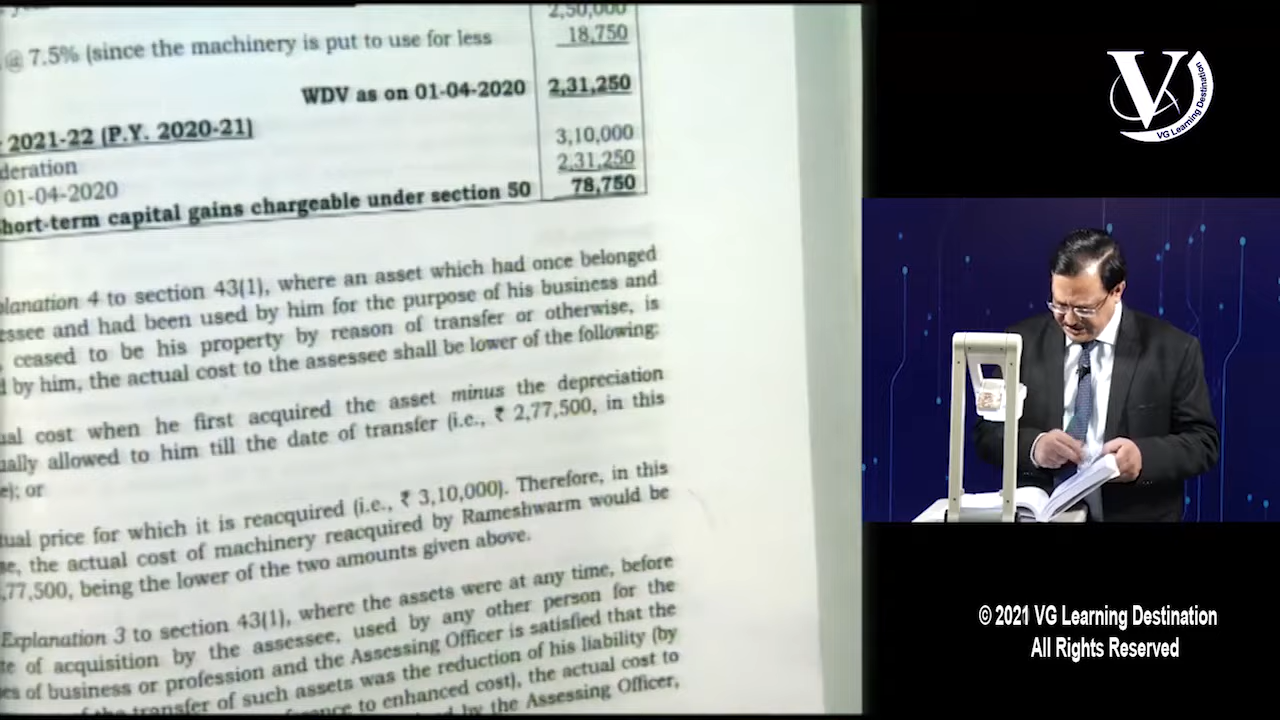 2,50,000
@ 7.5% (since the machinery is put to use for less 18,750
WDV as on 01-04-2020 2,31,250
2021-22 (P.Y. 2020-21)
deration 3,10,000
01-04-2020 2,31,250
hort-term capital gains chargeable under section 50 78,750
planation 4 to section 43(1), where an asset which had once belonged
essee and had been used by him for the purpose of his business and
ceased to be his property by reason of transfer or otherwise, is
d by him, the actual cost to the assessee shall be lower of the following:
ual cost when he first acquired the asset minus the depreciation
ually allowed to him till the date of transfer (i.e., ₹ 2,77,500, in this
e); or
tual price for which it is reacquired (i.e., ₹ 3,10,000). Therefore, in this
se, the actual cost of machinery reacquired by Rameshwarm would be
,77,500, being the lower of the two amounts given above.
Explanation 3 to section 43(1), where the assets were at any time, before
te of acquisition by the assessee, used by any other person for the
es of business or profession and the Assessing Officer is satisfied that the
transfer of such assets was the reduction of his liability (by
to enhanced cost), the actual cost to
by the Assessing Officer,
V
VG Learning Destination
© 2021 VG Learning Destination
All Rights Reserved